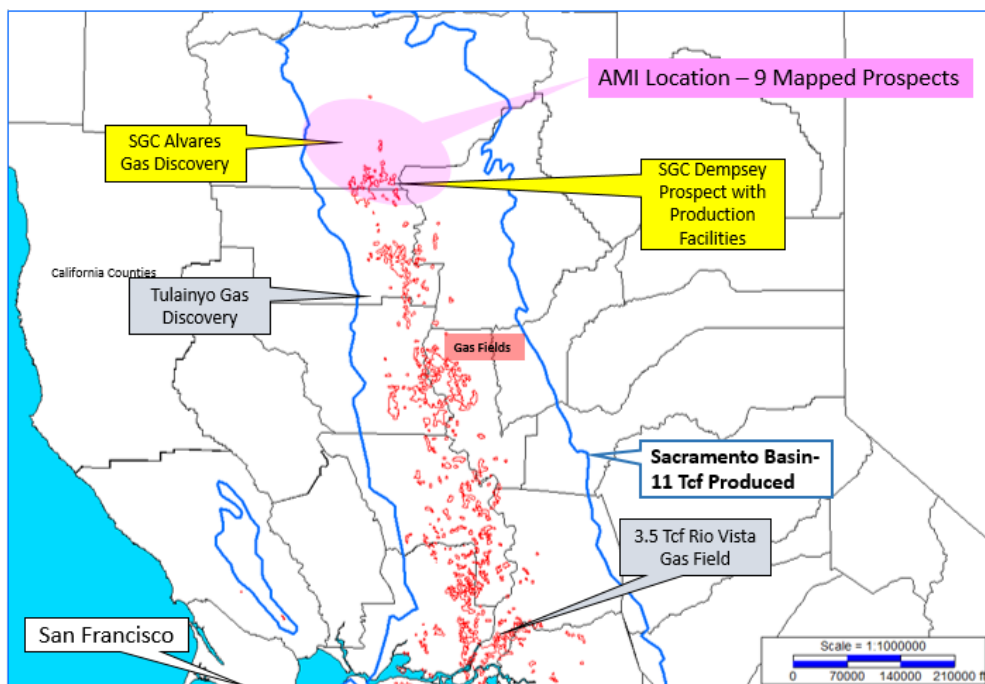 AMI Location – 9 Mapped Prospects
SGC Alvares
Gas Discovery
SGC Dempsey
Prospect with
Production
Facilities
California Counties
Tulainyo Gas
Discovery
Gas Fields
Sacramento Basin-
11 Tcf Produced
3.5 Tcf Rio Vista
Gas Field
San Francisco
Scale = 1:1000000
0 70000 140000 210000 ft